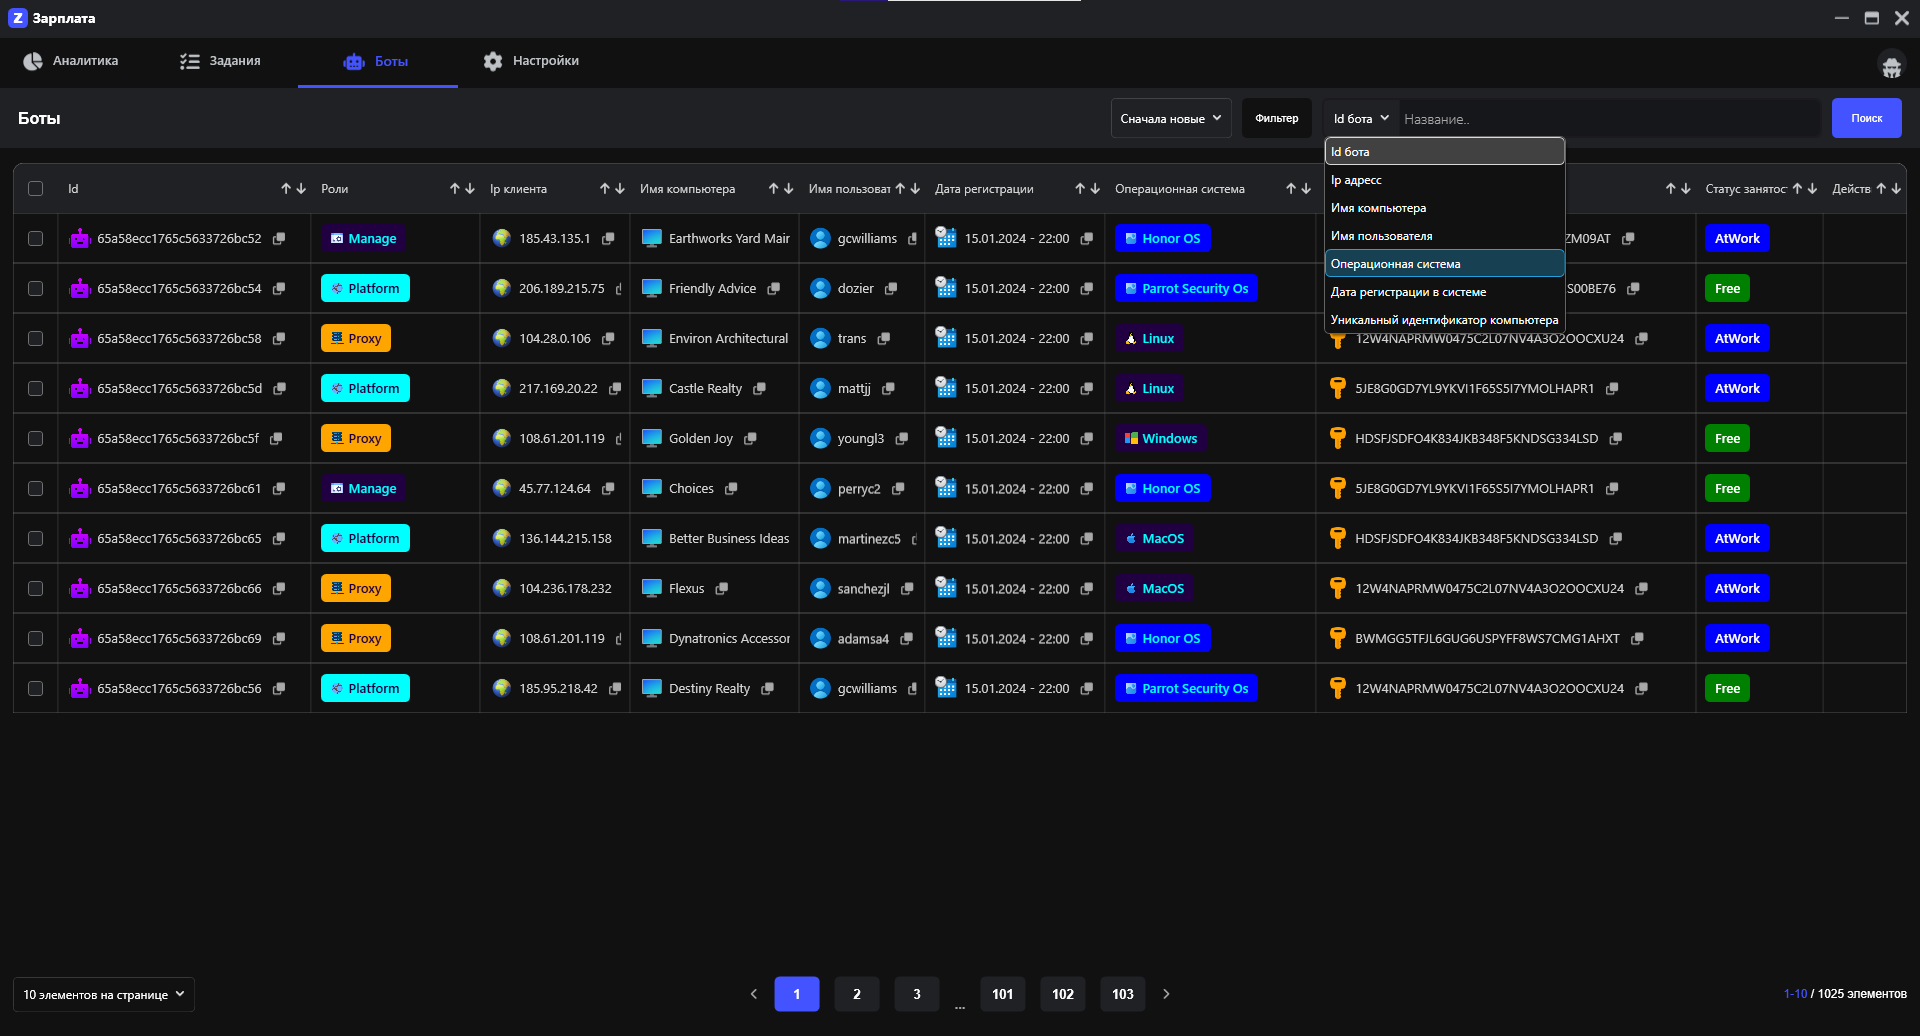 Z Зарплата
Аналитика Задания Боты Настройки
Боты Сначала новые Фильтер Id бота Название.. Поиск
Id бота
Ip адресс
Имя компьютера
Имя пользователя
Операционная система
Дата регистрации в системе
Уникальный идентификатор компьютера
Id Роли Ip клиента Имя компьютера Имя пользоват Дата регистрации Операционная система Статус занятос Действ
65a58ecc1765c5633726bc52 Manage 185.43.135.1 Earthworks Yard Mair gcwilliams 15.01.2024 - 22:00 Honor OS ZM09AT AtWork
65a58ecc1765c5633726bc54 Platform 206.189.215.75 Friendly Advice dozier 15.01.2024 - 22:00 Parrot Security Os S00BE76 Free
65a58ecc1765c5633726bc58 Proxy 104.28.0.106 Environ Architectural trans 15.01.2024 - 22:00 Linux 12W4NAPRMW0475C2L07NV4A3O2OOCXU24 AtWork
65a58ecc1765c5633726bc5d Platform 217.169.20.22 Castle Realty mattjj 15.01.2024 - 22:00 Linux 5JE8G0GD7YL9YKVI1F65S5I7YMOLHAPR1 AtWork
65a58ecc1765c5633726bc5f Proxy 108.61.201.119 Golden Joy youngl3 15.01.2024 - 22:00 Windows HDSFJSDFO4K834JKB348F5KNDSG334LSD Free
65a58ecc1765c5633726bc61 Manage 45.77.124.64 Choices perryc2 15.01.2024 - 22:00 Honor OS 5JE8G0GD7YL9YKVI1F65S5I7YMOLHAPR1 Free
65a58ecc1765c5633726bc65 Platform 136.144.215.158 Better Business Ideas martinezc5 15.01.2024 - 22:00 MacOS HDSFJSDFO4K834JKB348F5KNDSG334LSD AtWork
65a58ecc1765c5633726bc66 Proxy 104.236.178.232 Flexus sanchezjl 15.01.2024 - 22:00 MacOS 12W4NAPRMW0475C2L07NV4A3O2OOCXU24 AtWork
65a58ecc1765c5633726bc69 Proxy 108.61.201.119 Dynatronics Accessor adamsa4 15.01.2024 - 22:00 Honor OS BWMGG5TFJL6GUG6USPYFF8WS7CMG1AHXT AtWork
65a58ecc1765c5633726bc56 Platform 185.95.218.42 Destiny Realty gcwilliams 15.01.2024 - 22:00 Parrot Security Os 12W4NAPRMW0475C2L07NV4A3O2OOCXU24 Free
10 элементов на странице 1 2 3 ... 101 102 103 1-10 / 1025 элементов